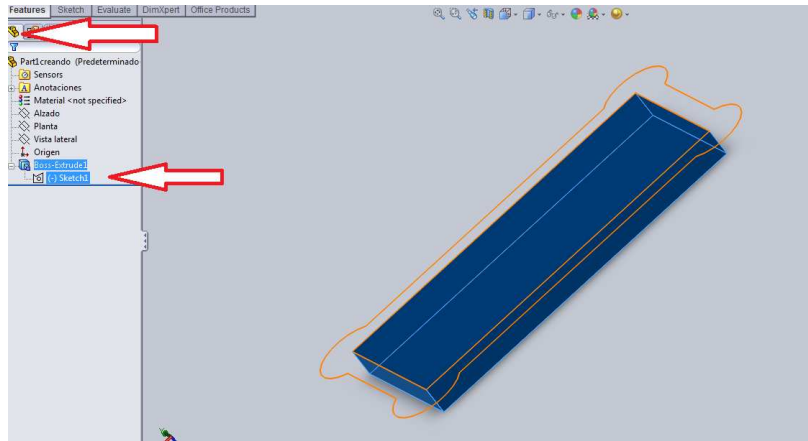 Features Sketch Evaluate DimXpert Office Products
Part1creando (Predeterminado
Sensors
Anotaciones
Material <not specified>
Alzado
Planta
Vista lateral
Origen
Boss-Extrude1
(-) Sketch1